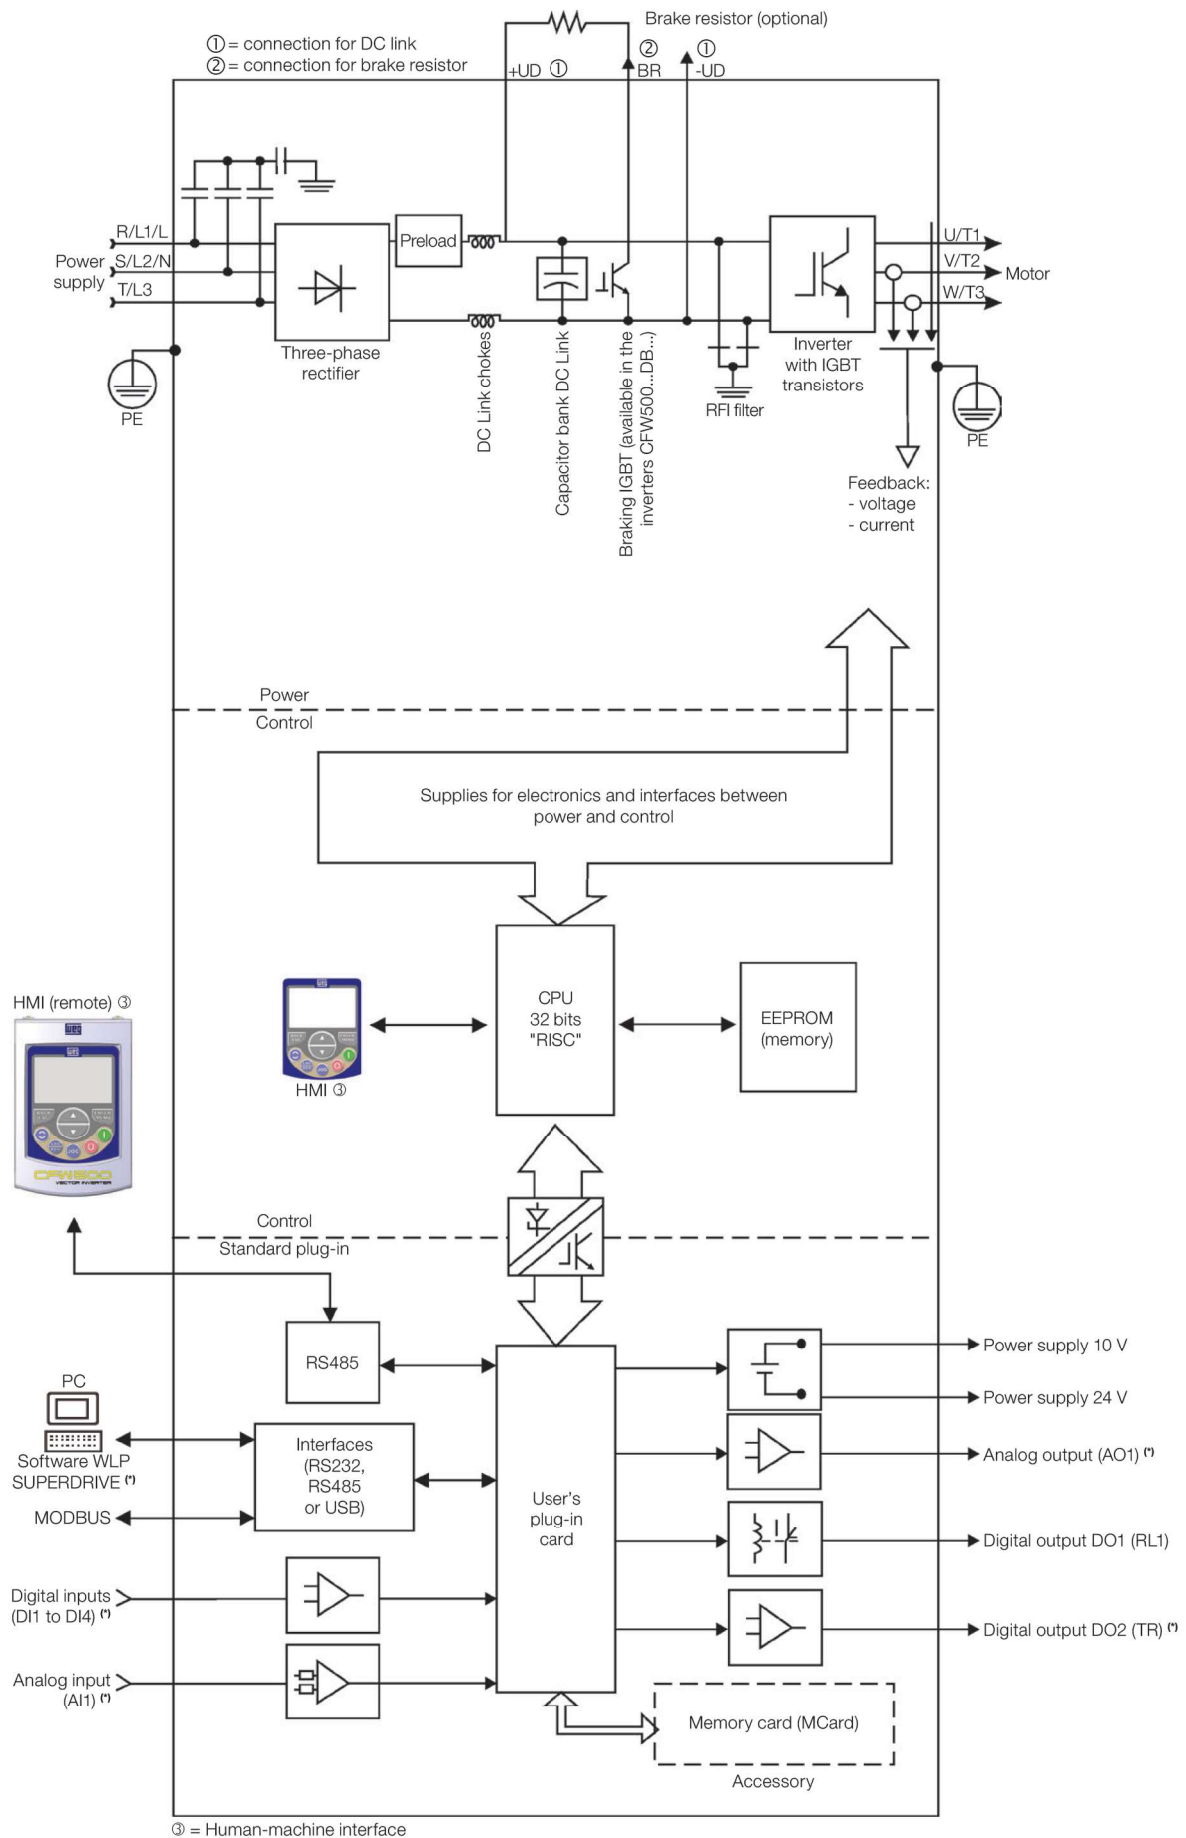 Brake resistor (optional)
① = connection for DC link
② = connection for brake resistor
+UD ①
② BR
① -UD
R/L1/L
S/L2/N
T/L3
Power
supply
PE
Three-phase
rectifier
Preload
DC Link chokes
Capacitor bank DC Link
Braking IGBT (available in the
inverters CFW500...DB...)
RFI filter
Inverter
with IGBT
transistors
U/T1
V/T2
W/T3
Motor
PE
Feedback:
- voltage
- current
Power
Control
Supplies for electronics and interfaces between
power and control
CPU
32 bits
"RISC"
EEPROM
(memory)
HMI ③
HMI (remote) ③
WEG
CFW500
VECTOR INVERTER
Control
Standard plug-in
RS485
PC
Software WLP
SUPERDRIVE (*)
MODBUS
Interfaces
(RS232,
RS485
or USB)
Digital inputs
(DI1 to DI4) (*)
Analog input
(AI1) (*)
User's
plug-in
card
Power supply 10 V
Power supply 24 V
Analog output (AO1) (*)
Digital output DO1 (RL1)
Digital output DO2 (TR) (*)
Memory card (MCard)
Accessory
③ = Human-machine interface